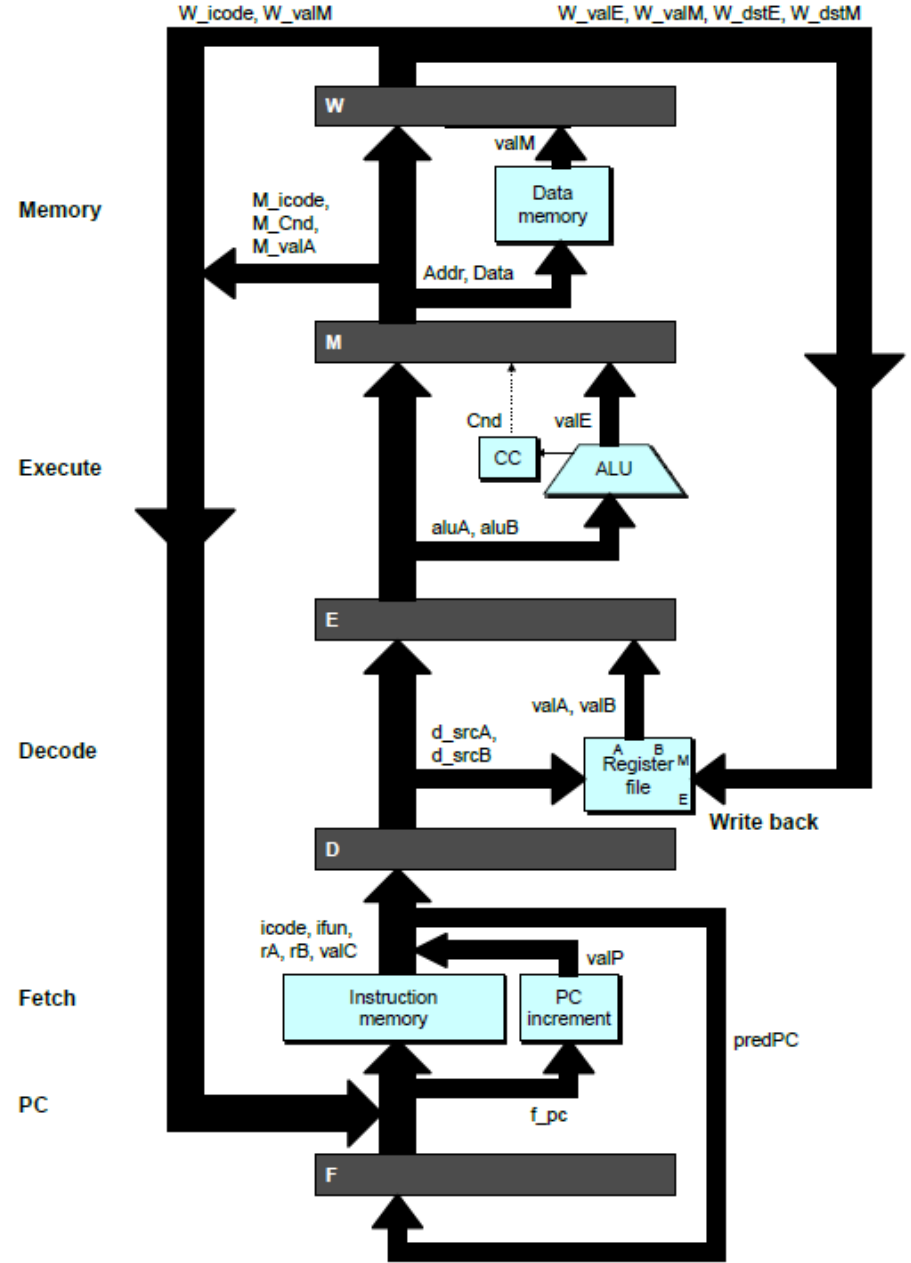 W_icode, W_valM
W_valE, W_valM, W_dstE, W_dstM
W
valM
Memory
M_icode,
M_Cnd,
M_valA
Data
memory
Addr, Data
M
Cnd
valE
Execute
CC
ALU
aluA, aluB
E
valA, valB
Decode
d_srcA,
d_srcB
A B
Register
file
M
E
Write back
D
icode, ifun,
rA, rB, valC
valP
Fetch
Instruction
memory
PC
increment
predPC
PC
f_pc
F